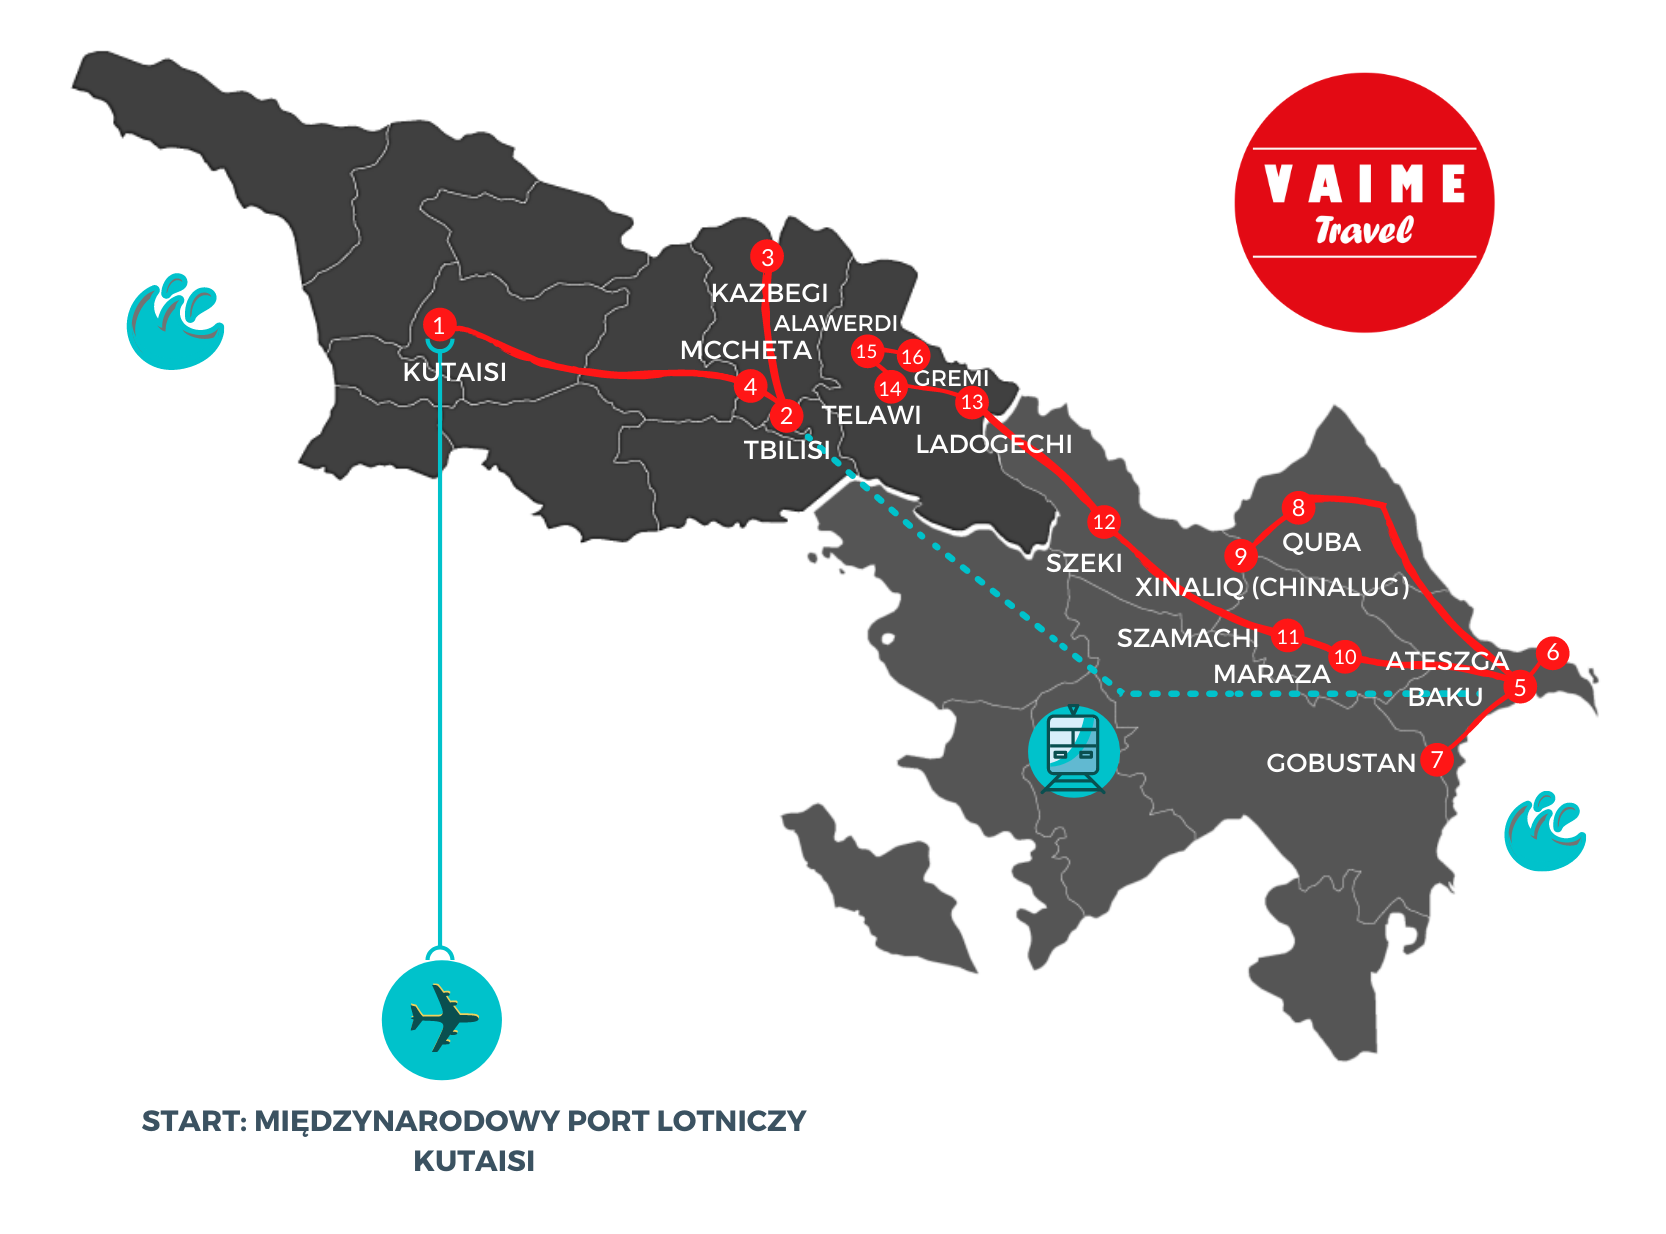 VAIME
Travel
3
KAZBEGI
ALAWERDI
1
MCCHETA
15
16
KUTAISI
GREMI
4
14
13
2
TELAWI
TBILISI
LADOGECHI
8
12
QUBA
9
SZEKI
XINALIQ (CHINALUG)
SZAMACHI
11
6
10
ATESZGA
MARAZA
5
BAKU
GOBUSTAN
7
START: MIĘDZYNARODOWY PORT LOTNICZY
KUTAISI